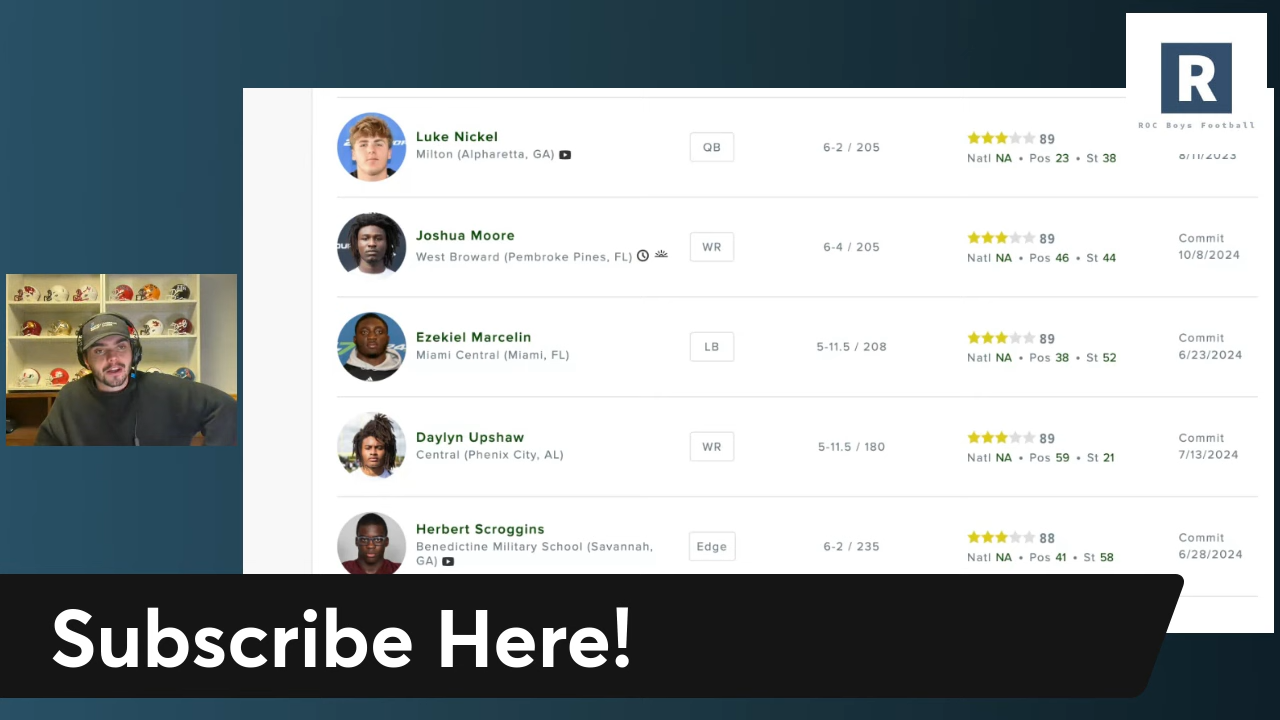 R
ROC Boys Football
Luke Nickel
Milton (Alpharetta, GA)
QB
6-2 / 205
89
Natl NA • Pos 23 • St 38
8/11/2023
Joshua Moore
West Broward (Pembroke Pines, FL)
WR
6-4 / 205
89
Natl NA • Pos 46 • St 44
Commit
10/8/2024
Ezekiel Marcelin
Miami Central (Miami, FL)
LB
5-11.5 / 208
89
Natl NA • Pos 38 • St 52
Commit
6/23/2024
Daylyn Upshaw
Central (Phenix City, AL)
WR
5-11.5 / 180
89
Natl NA • Pos 59 • St 21
Commit
7/13/2024
Herbert Scroggins
Benedictine Military School (Savannah,
GA)
Edge
6-2 / 235
88
Natl NA • Pos 41 • St 58
Commit
6/28/2024
Subscribe Here!